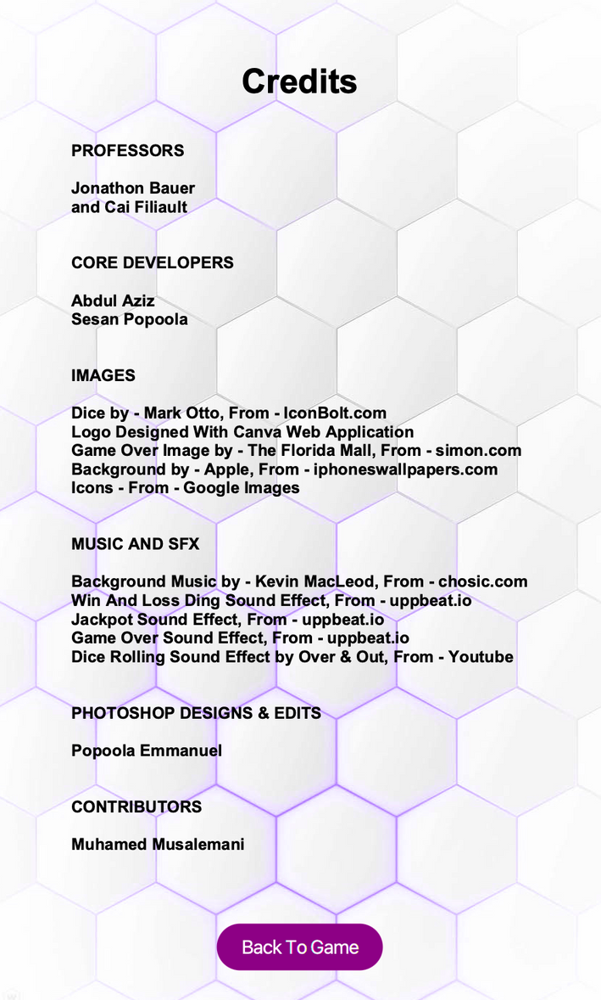 Credits
PROFESSORS
Jonathon Bauer
and Cai Filiault
CORE DEVELOPERS
Abdul Aziz
Sesan Popoola
IMAGES
Dice by - Mark Otto, From - IconBolt.com
Logo Designed With Canva Web Application
Game Over Image by - The Florida Mall, From - simon.com
Background by - Apple, From - iphoneswallpapers.com
Icons - From - Google Images
MUSIC AND SFX
Background Music by - Kevin MacLeod, From - chosic.com
Win And Loss Ding Sound Effect, From - uppbeat.io
Jackpot Sound Effect, From - uppbeat.io
Game Over Sound Effect, From - uppbeat.io
Dice Rolling Sound Effect by Over & Out, From - Youtube
PHOTOSHOP DESIGNS & EDITS
Popoola Emmanuel
CONTRIBUTORS
Muhamed Musalemani
Back To Game